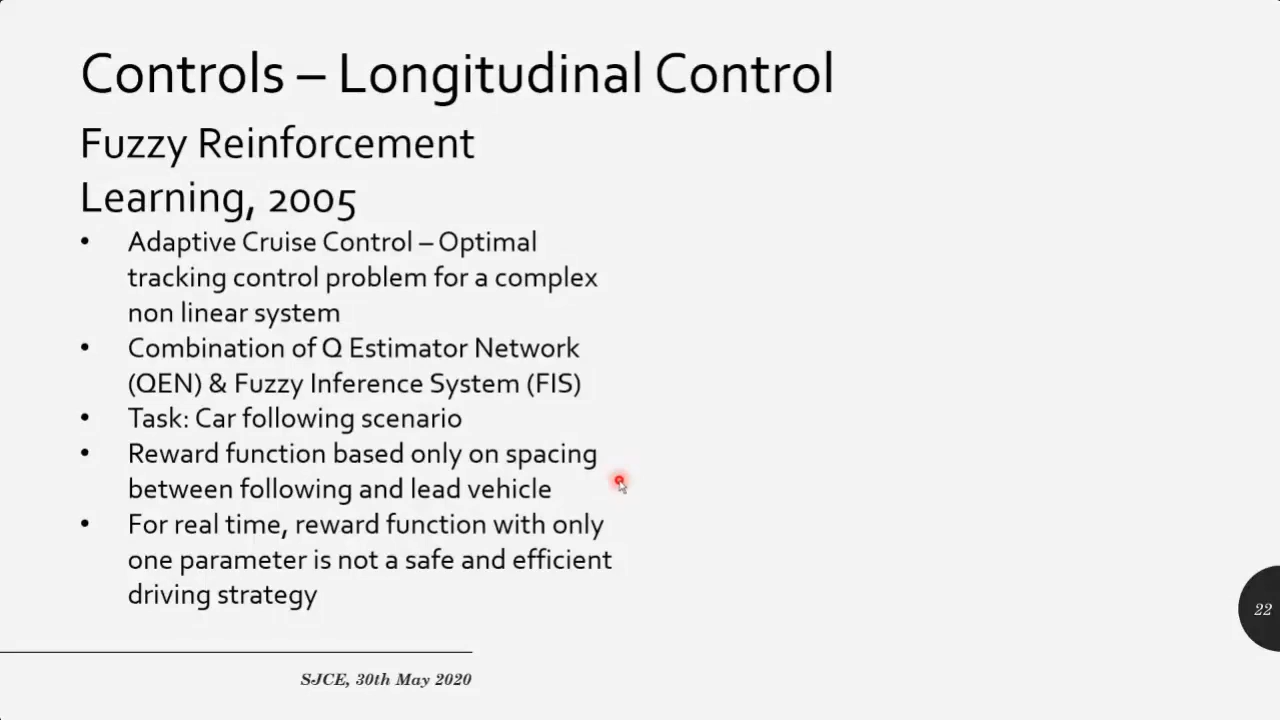 Controls – Longitudinal Control
Fuzzy Reinforcement
Learning, 2005
• Adaptive Cruise Control – Optimal
tracking control problem for a complex
non linear system
• Combination of Q Estimator Network
(QEN) & Fuzzy Inference System (FIS)
• Task: Car following scenario
• Reward function based only on spacing
between following and lead vehicle
• For real time, reward function with only
one parameter is not a safe and efficient
driving strategy
22
SJCE, 30th May 2020